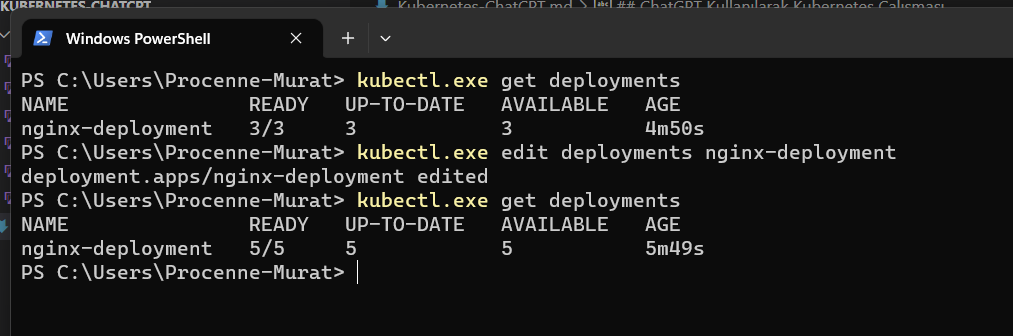 KUBERNETES-CHATCPT
Kubernetes-ChatCPT.md > ## ChatGPT Kullanılarak Kubernetes Çalışması
Windows PowerShell
PS C:\Users\Procenne-Murat> kubectl.exe get deployments
NAME READY UP-TO-DATE AVAILABLE AGE
nginx-deployment 3/3 3 3 4m50s
PS C:\Users\Procenne-Murat> kubectl.exe edit deployments nginx-deployment
deployment.apps/nginx-deployment edited
PS C:\Users\Procenne-Murat> kubectl.exe get deployments
NAME READY UP-TO-DATE AVAILABLE AGE
nginx-deployment 5/5 5 5 5m49s
PS C:\Users\Procenne-Murat>